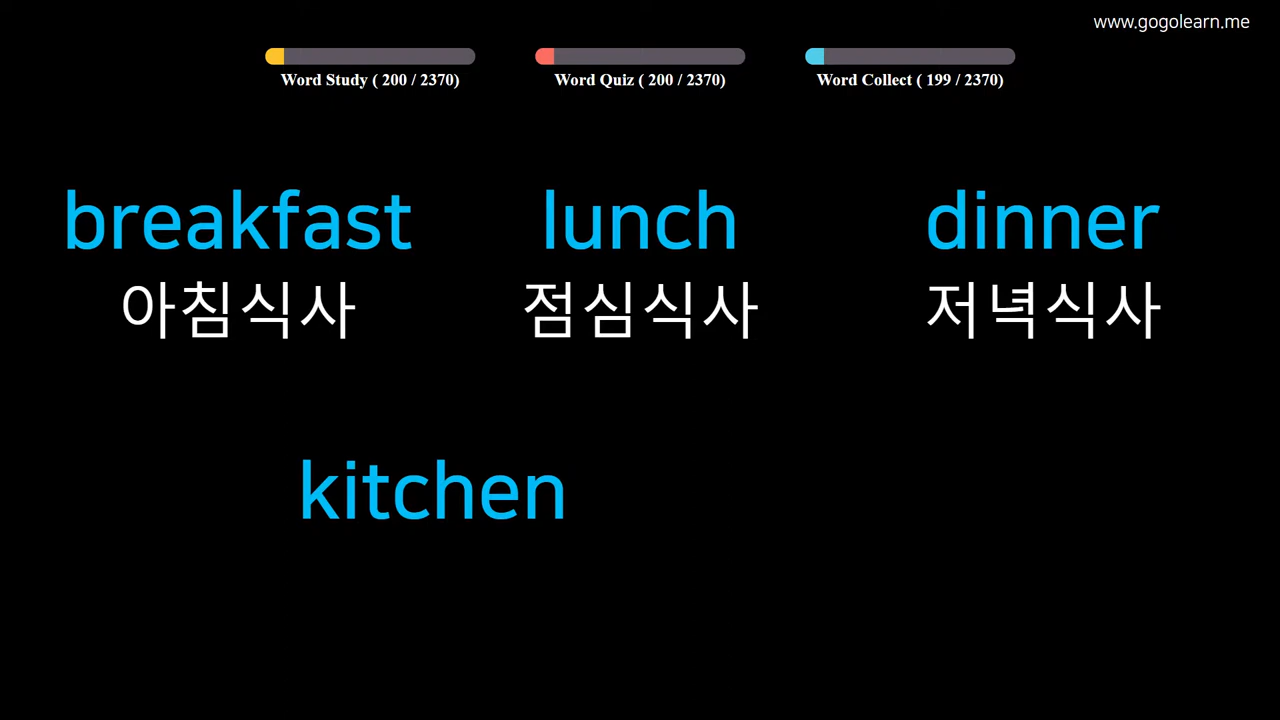 www.gogolearn.me
Word Study ( 200 / 2370) Word Quiz ( 200 / 2370) Word Collect ( 199 / 2370)
breakfast lunch dinner
아침식사 점심식사 저녁식사
kitchen